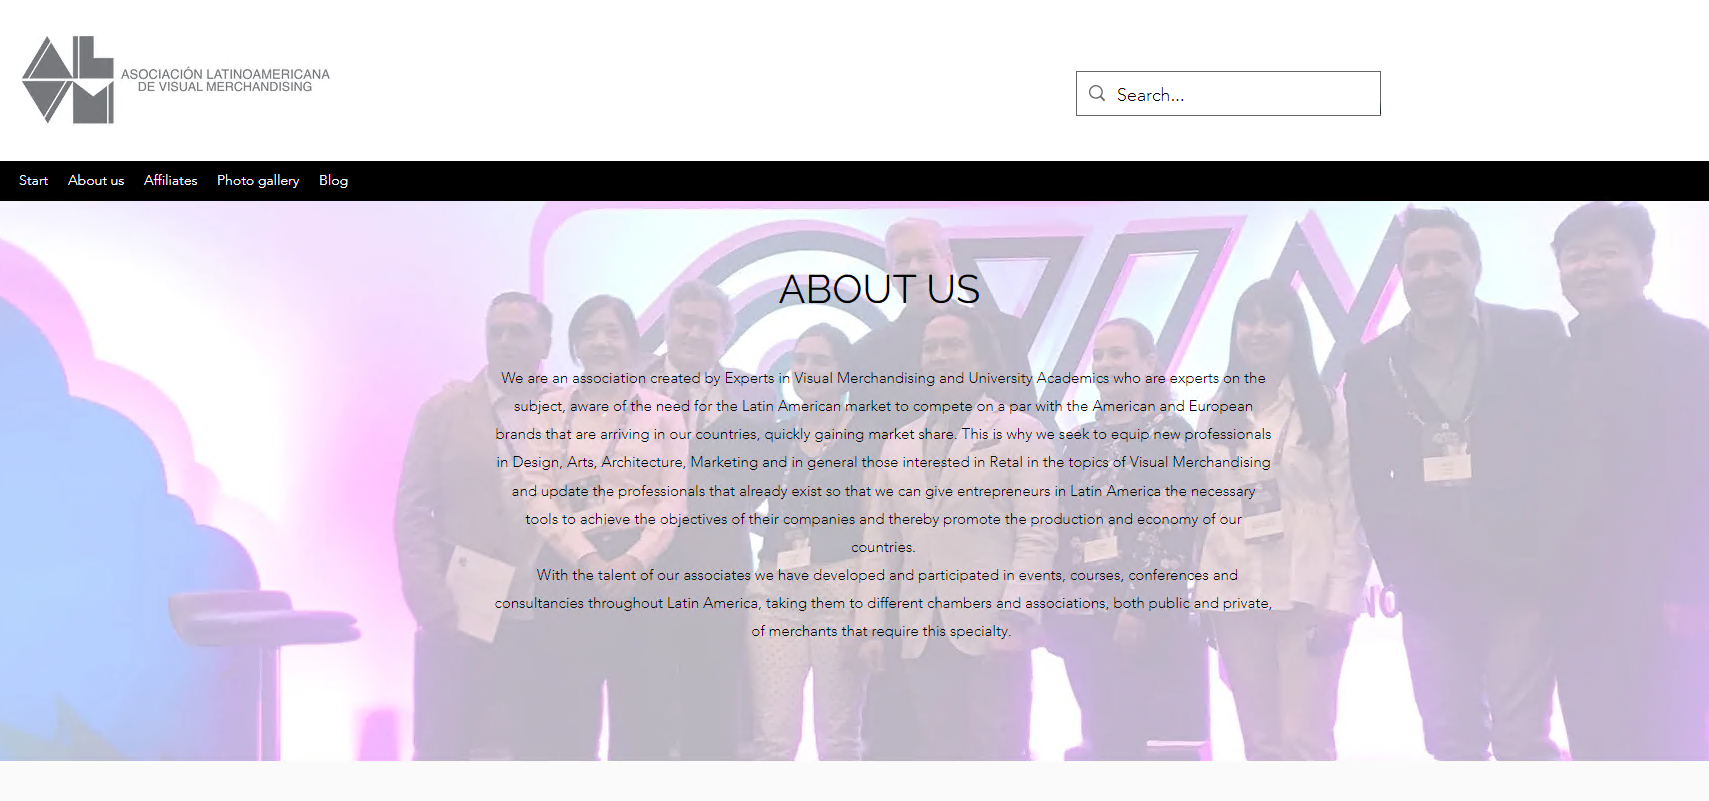 ASOCIACIÓN LATINOAMERICANA
DE VISUAL MERCHANDISING
Search...
Start About us Affiliates Photo gallery Blog
ABOUT US
We are an association created by Experts in Visual Merchandising and University Academics who are experts on the
subject, aware of the need for the Latin American market to compete on a par with the American and European
brands that are arriving in our countries, quickly gaining market share. This is why we seek to equip new professionals
in Design, Arts, Architecture, Marketing and in general those interested in Retal in the topics of Visual Merchandising
and update the professionals that already exist so that we can give entrepreneurs in Latin America the necessary
tools to achieve the objectives of their companies and thereby promote the production and economy of our
countries.
With the talent of our associates we have developed and participated in events, courses, conferences and
consultancies throughout Latin America, taking them to different chambers and associations, both public and private,
of merchants that require this specialty.